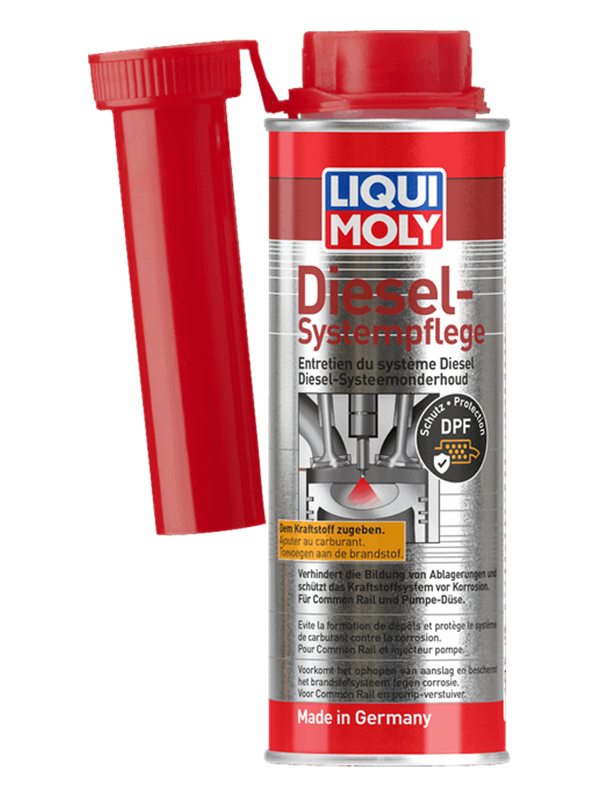 LIQUI
MOLY
Diesel-
Systempflege
Entretien du système Diesel
Diesel-Systeemonderhoud
Schutz • Protection
DPF
Dem Kraftstoff zugeben.
Ajouter au carburant.
Toevoegen aan de brandstof.
Verhindert die Bildung von Ablagerungen und
schützt das Kraftstoffsystem vor Korrosion.
Für Common Rail und Pumpe-Düse.
Evite la formation de dépôts et protège le système
de carburant contre la corrosion.
Pour Common Rail et injecteur pompe.
Voorkomt het ophopen van aanslag en beschermt
het brandstofsysteem tegen corrosie.
Voor Common Rail en pomp-verstuiver.
Made in Germany